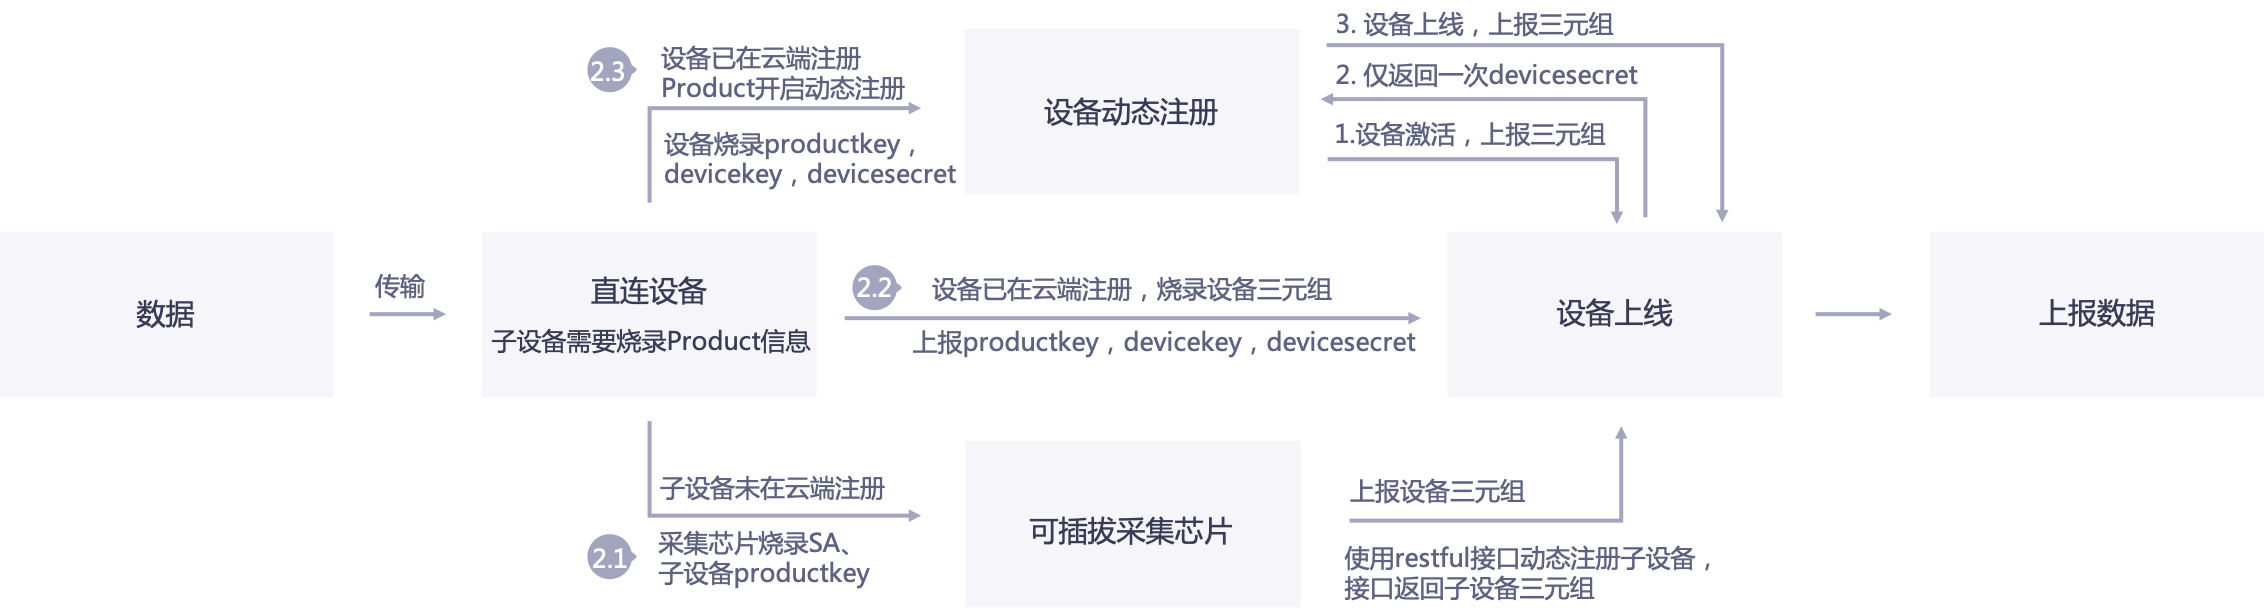 数据
传输
直连设备
子设备需要烧录Product信息
2.3
设备已在云端注册
Product开启动态注册
设备烧录productkey，
devicekey，devicesecret
设备动态注册
3. 设备上线，上报三元组
2. 仅返回一次devicesecret
1.设备激活，上报三元组
2.2
设备已在云端注册，烧录设备三元组
上报productkey，devicekey，devicesecret
设备上线
上报数据
子设备未在云端注册
2.1
采集芯片烧录SA、
子设备productkey
可插拔采集芯片
上报设备三元组
使用restful接口动态注册子设备，
接口返回子设备三元组